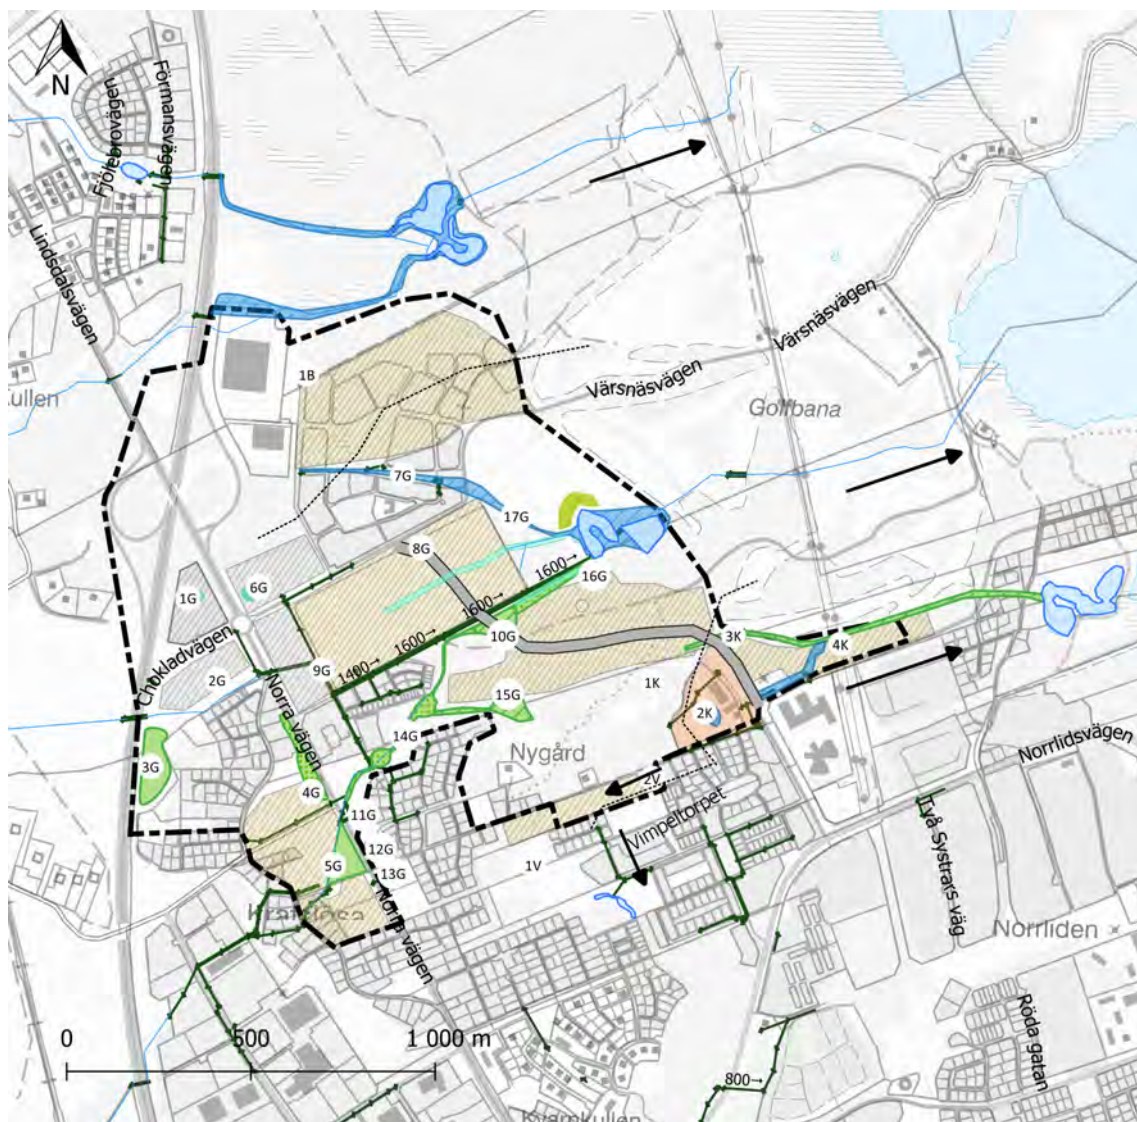 N
Fjölebrovägen
Förmansvägen
Lindsdalsvägen
kullen
1B
Värsnäsvägen
Värsnäsvägen
Golfbana
7G
17G
8G
1600→
16G
1G
6G
1600→
1600→
10G
3K
4K
Chokladvägen
9G
1400→
2G
1K
15G
2K
Norra vägen
14G
Nygård
Norrlidsvägen
3G
4G
2V
11G
Vimpeltorpet
Två Systrars väg
12G
5G
13G
1V
Norra vägen
Norrliden
Röda gatan
0
500
1 000 m
800→
Kvarnkullen